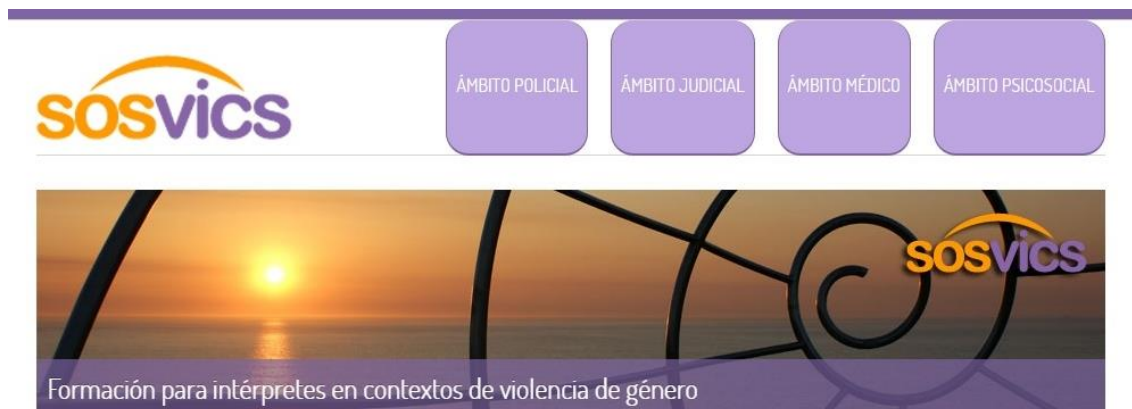 SOSVICS
ÁMBITO POLICIAL
ÁMBITO JUDICIAL
ÁMBITO MÉDICO
ÁMBITO PSICOSOCIAL
SOSVICS
Formación para intérpretes en contextos de violencia de género